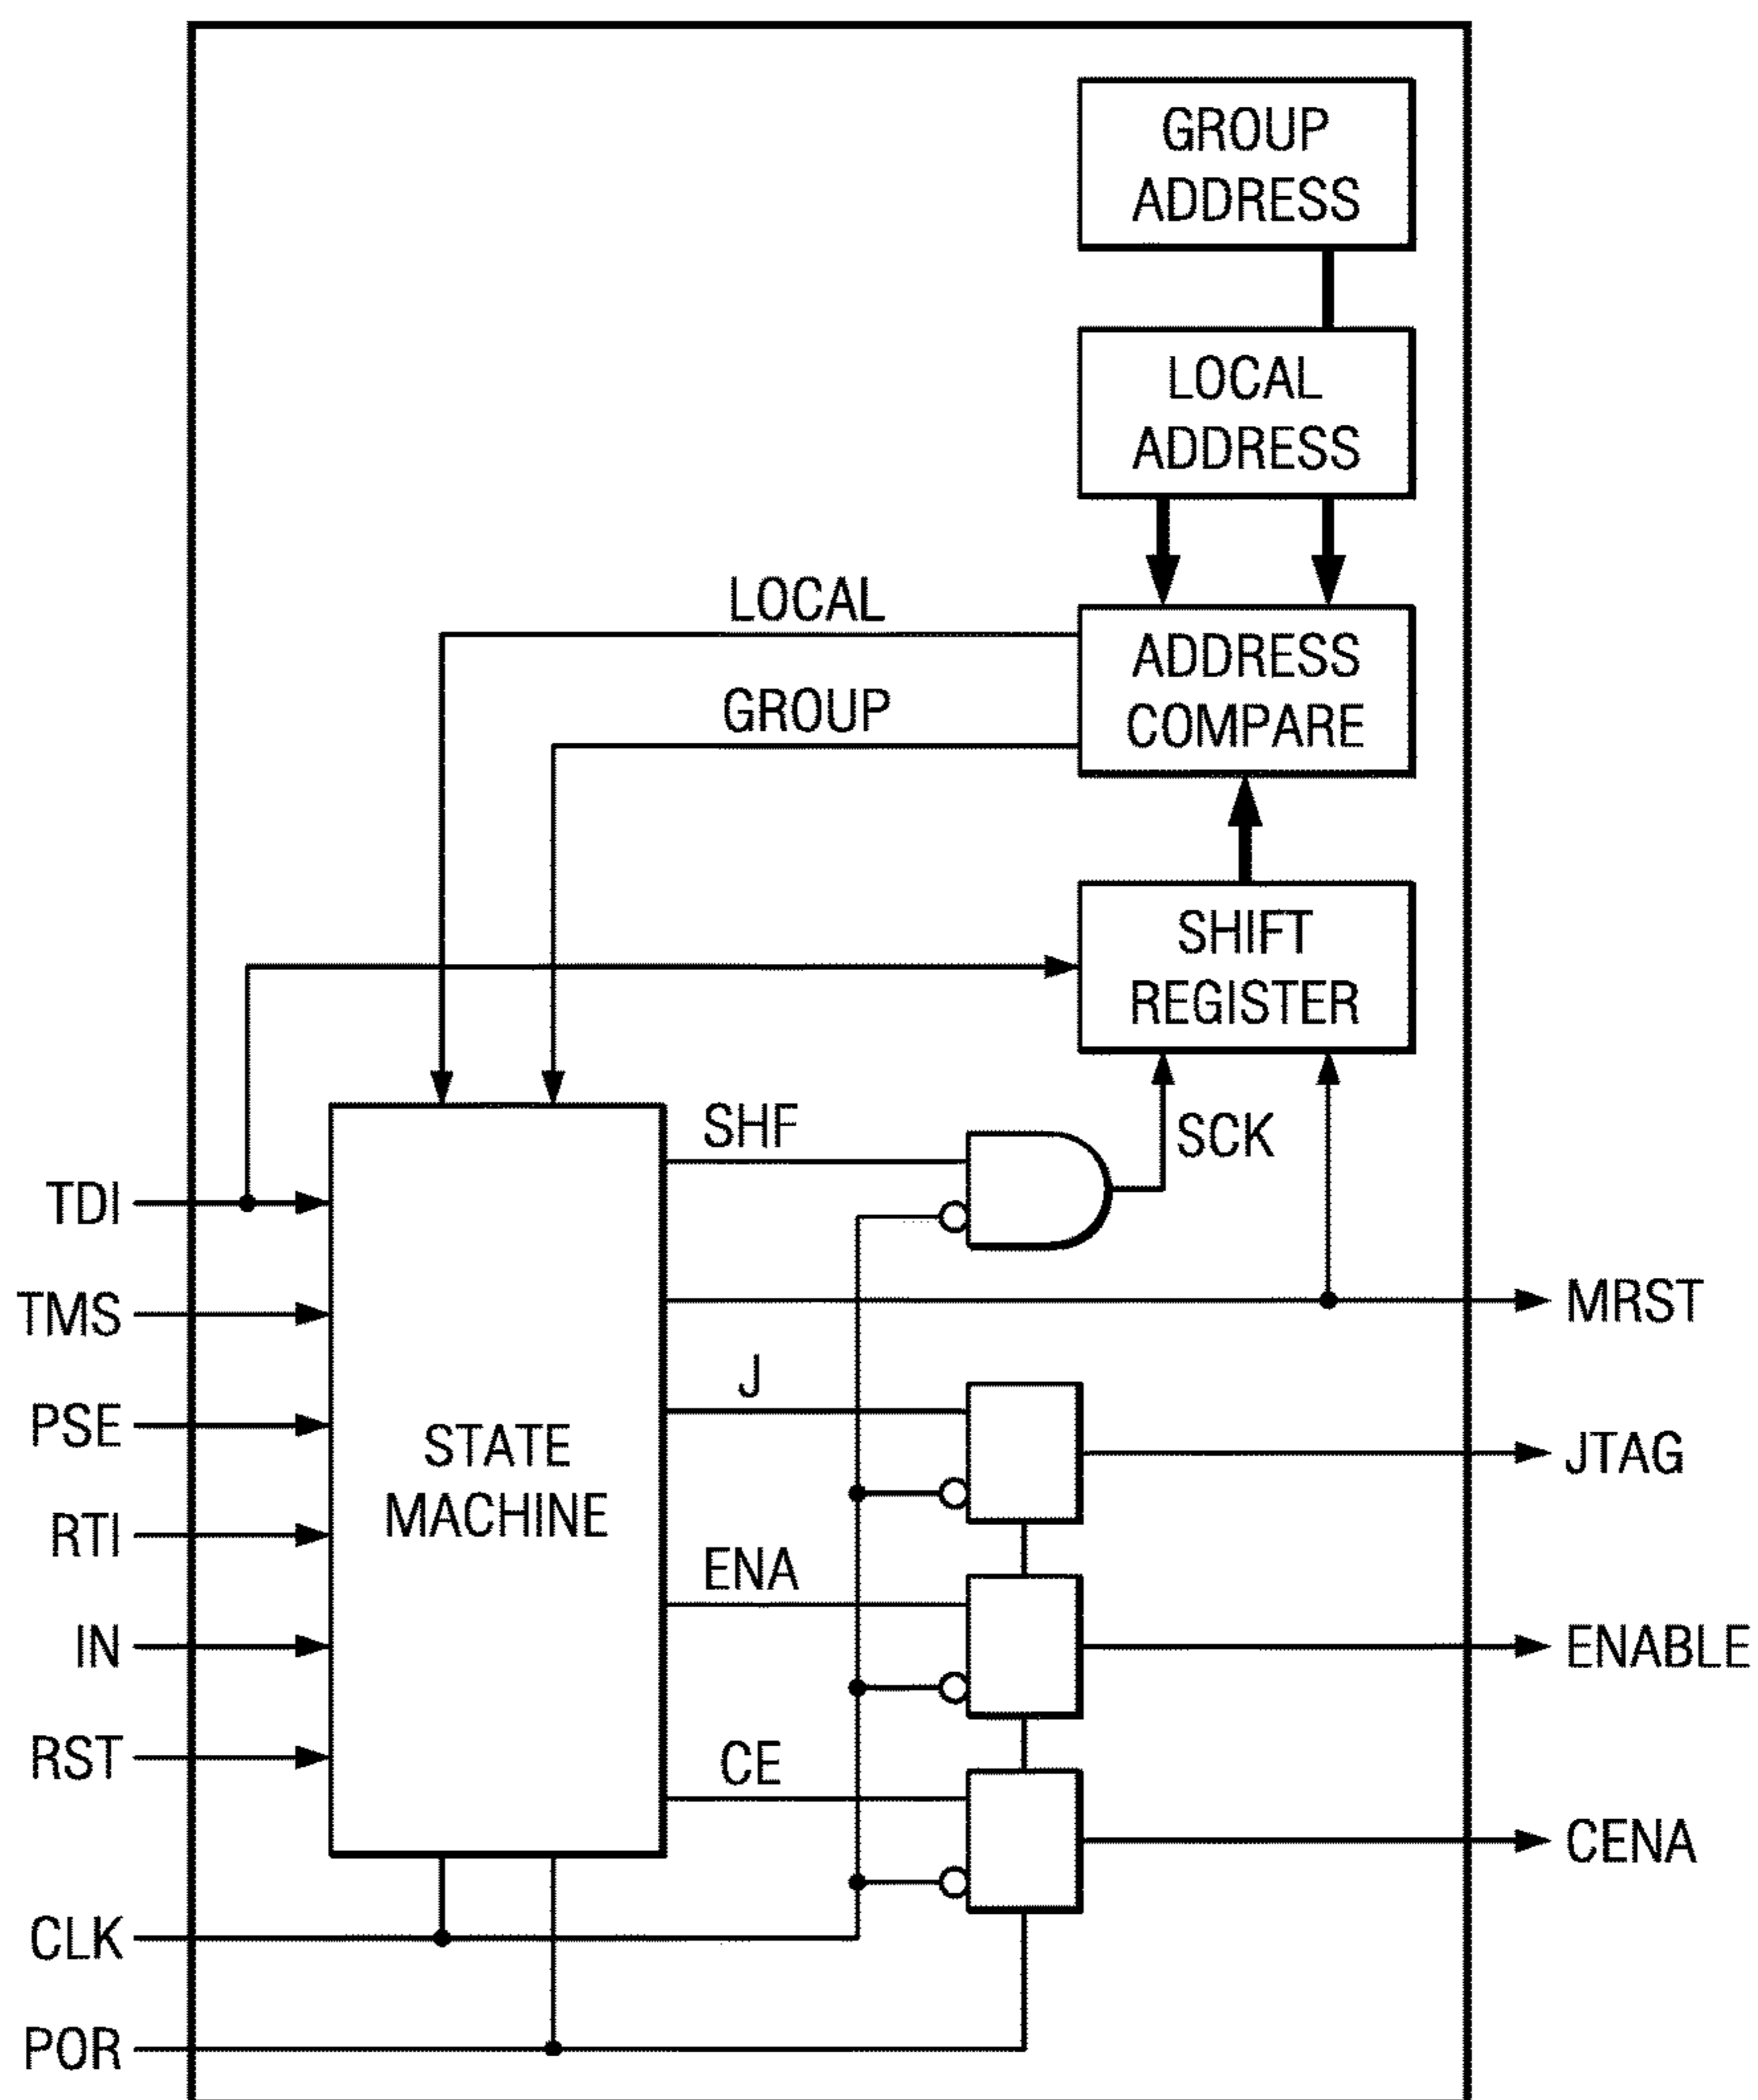 GROUP
ADDRESS
LOCAL
ADDRESS
LOCAL
ADDRESS
COMPARE
GROUP
SHIFT
REGISTER
SHF
SCK
TDI
TMS
MRST
J
PSE
STATE
MACHINE
JTAG
RTI
ENA
IN
ENABLE
RST
CE
CENA
CLK
POR